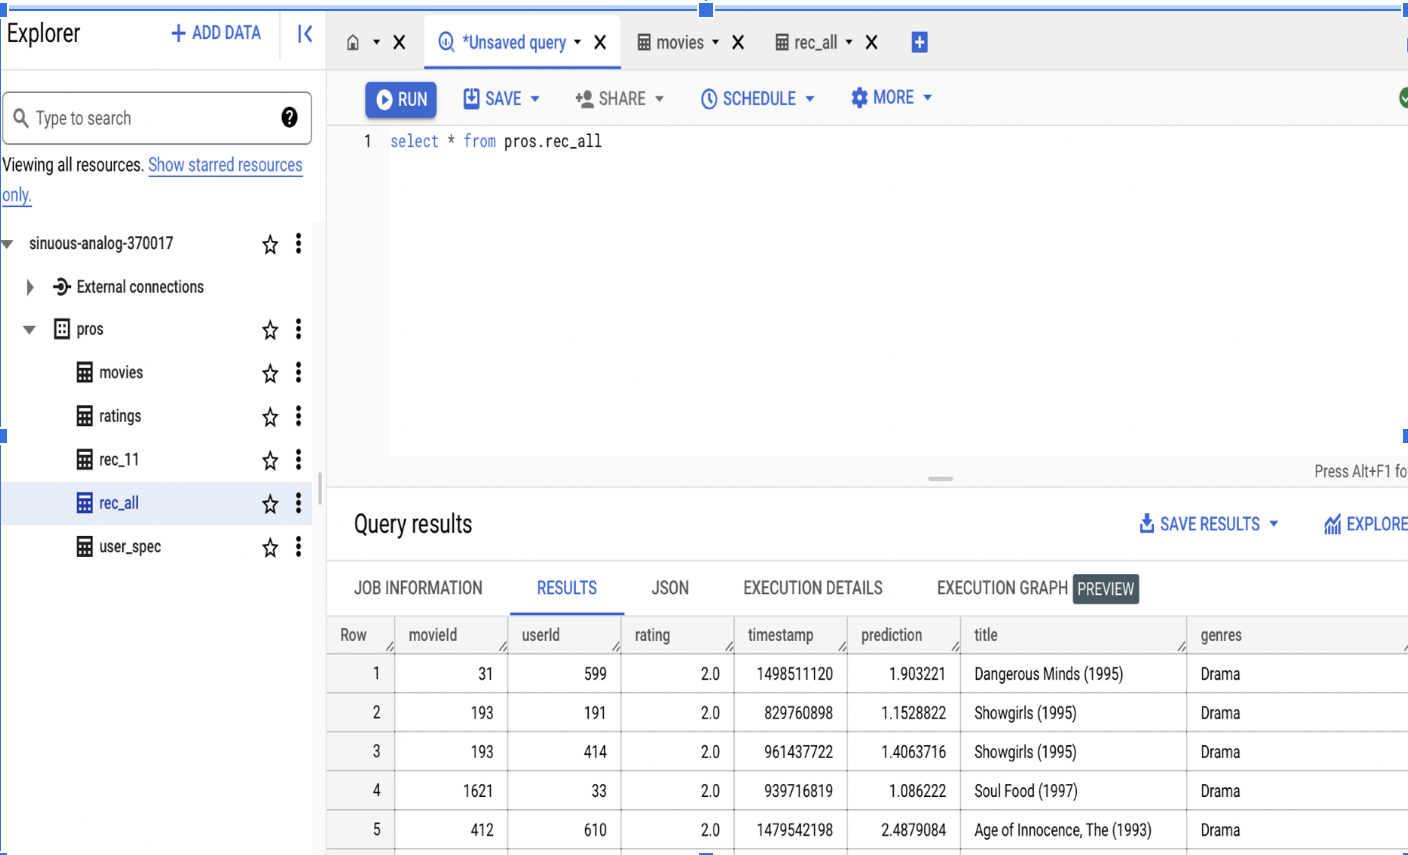 Explorer
+ ADD DATA
Type to search
Viewing all resources. Show starred resources
only.
sinuous-analog-370017
External connections
pros
movies
ratings
rec_11
rec_all
user_spec
*Unsaved query
movies
rec_all
RUN
SAVE
SHARE
SCHEDULE
MORE
1 select * from pros.rec_all
Press Alt+F1 fo
Query results
SAVE RESULTS
EXPLORE
JOB INFORMATION RESULTS JSON EXECUTION DETAILS EXECUTION GRAPH PREVIEW
Row movieId userId rating timestamp prediction title genres
1 31 599 2.0 1498511120 1.903221 Dangerous Minds (1995) Drama
2 193 191 2.0 829760898 1.1528822 Showgirls (1995) Drama
3 193 414 2.0 961437722 1.4063716 Showgirls (1995) Drama
4 1621 33 2.0 939716819 1.086222 Soul Food (1997) Drama
5 412 610 2.0 1479542198 2.4879084 Age of Innocence, The (1993) Drama